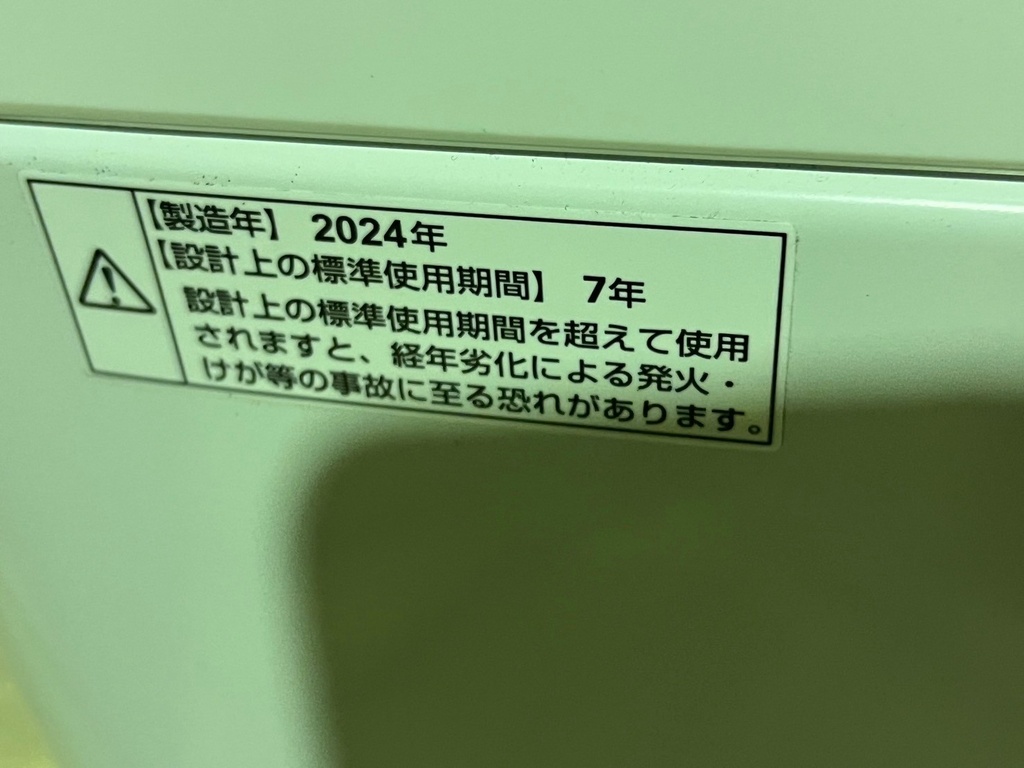 【製造年】 2024年
【設計上の標準使用期間】 7年
設計上の標準使用期間を超えて使用
されますと、経年劣化による発火・
けが等の事故に至る恐れがあります。